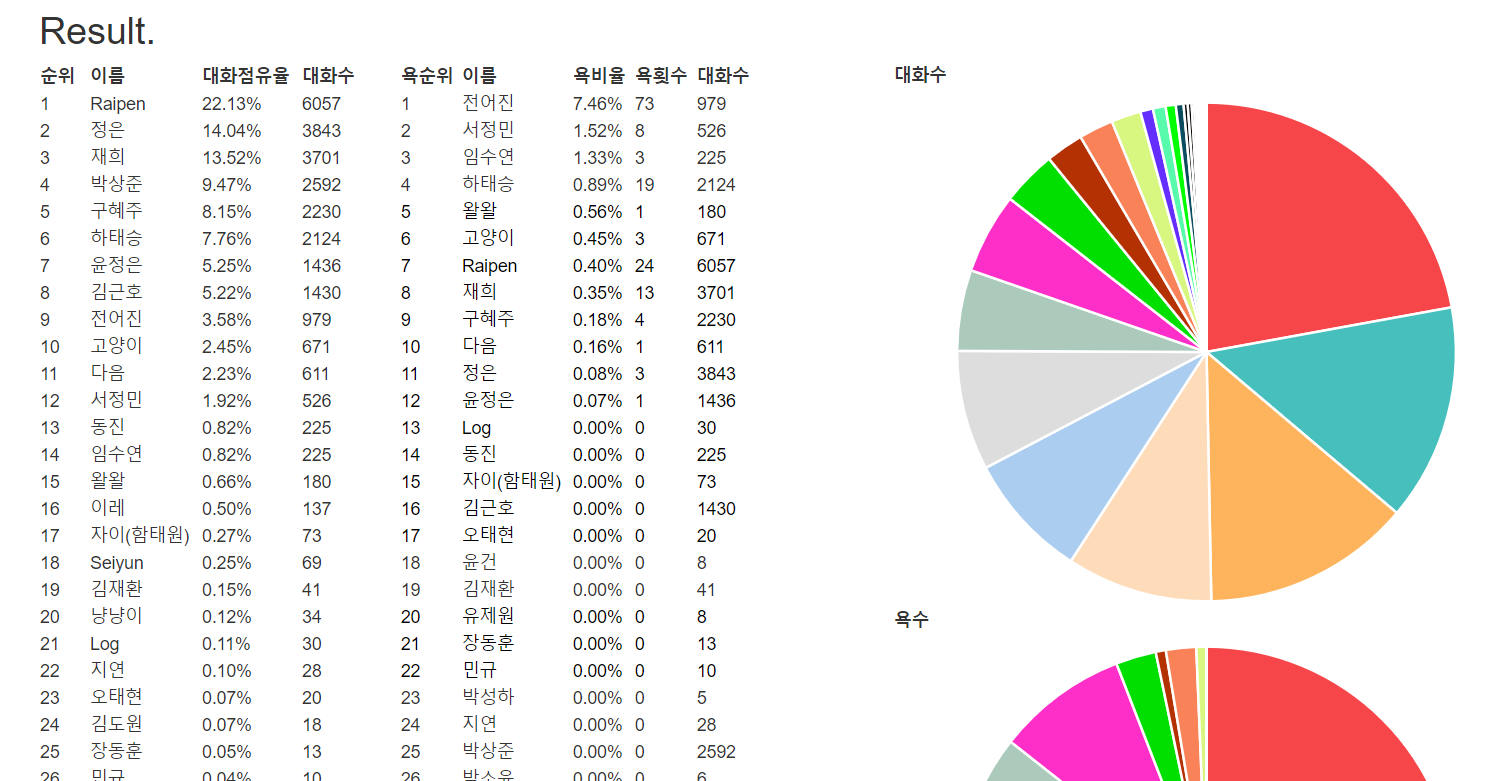 Result.
순위 이름 대화점유율 대화수 욕순위 이름 욕비율 욕횟수 대화수
1 Raipen 22.13% 6057 1 전어진 7.46% 73 979
2 정은 14.04% 3843 2 서정민 1.52% 8 526
3 재희 13.52% 3701 3 임수연 1.33% 3 225
4 박상준 9.47% 2592 4 하태승 0.89% 19 2124
5 구혜주 8.15% 2230 5 왈왈 0.56% 1 180
6 하태승 7.76% 2124 6 고양이 0.45% 3 671
7 윤정은 5.25% 1436 7 Raipen 0.40% 24 6057
8 김근호 5.22% 1430 8 재희 0.35% 13 3701
9 전어진 3.58% 979 9 구혜주 0.18% 4 2230
10 고양이 2.45% 671 10 다음 0.16% 1 611
11 다음 2.23% 611 11 정은 0.08% 3 3843
12 서정민 1.92% 526 12 윤정은 0.07% 1 1436
13 동진 0.82% 225 13 Log 0.00% 0 30
14 임수연 0.82% 225 14 동진 0.00% 0 225
15 왈왈 0.66% 180 15 자이(함태원) 0.00% 0 73
16 이레 0.50% 137 16 김근호 0.00% 0 1430
17 자이(함태원) 0.27% 73 17 오태현 0.00% 0 20
18 Seiyun 0.25% 69 18 윤건 0.00% 0 8
19 김재환 0.15% 41 19 김재환 0.00% 0 41
20 냥냥이 0.12% 34 20 유제원 0.00% 0 8
21 Log 0.11% 30 21 장동훈 0.00% 0 13
22 지연 0.10% 28 22 민규 0.00% 0 10
23 오태현 0.07% 20 23 박성하 0.00% 0 5
24 김도원 0.07% 18 24 지연 0.00% 0 28
25 장동훈 0.05% 13 25 박상준 0.00% 0 2592
26 민규 0.04% 10 26 0.00% 0 6
대화수
욕수